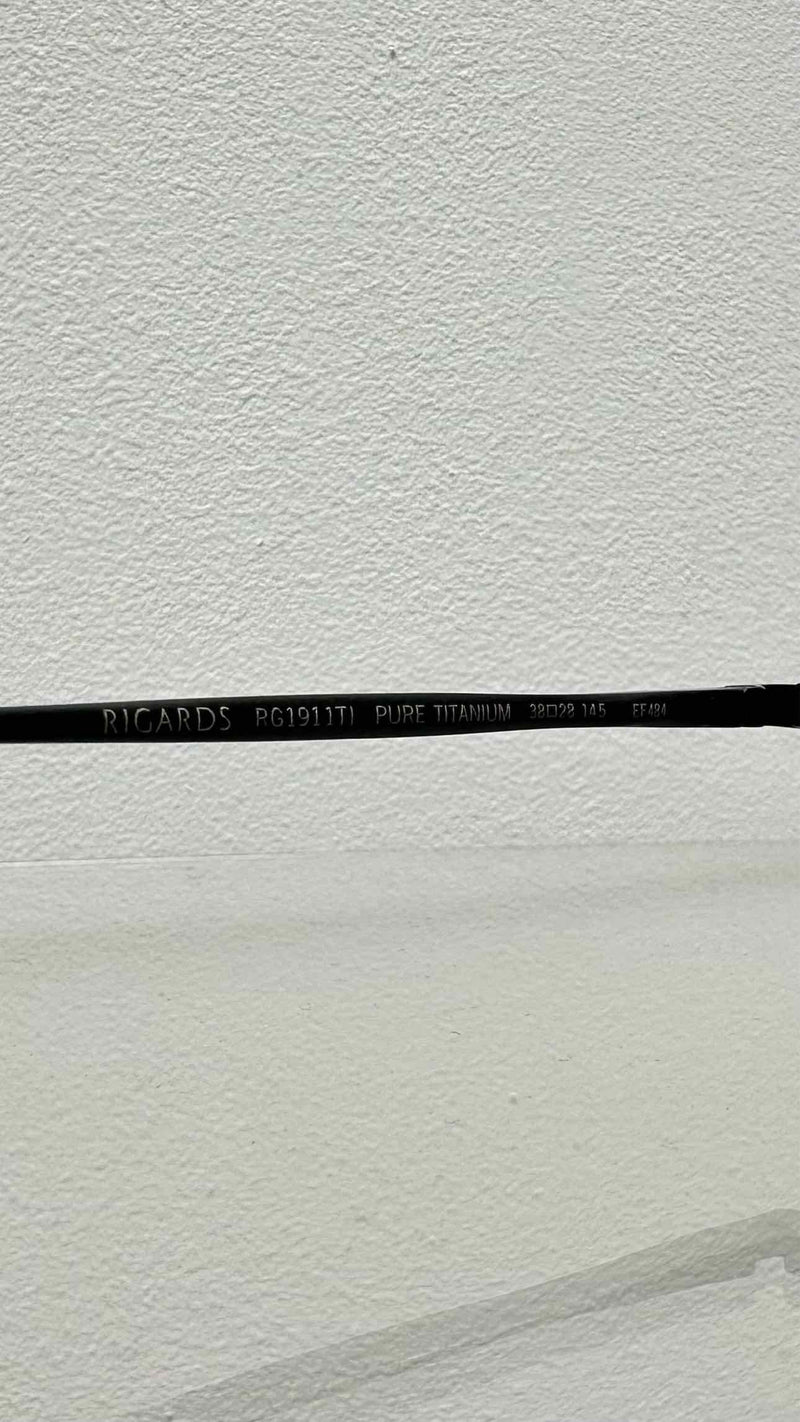 RIGARDS RG1911TI PURE TITANIUM 38□28 145 EF484